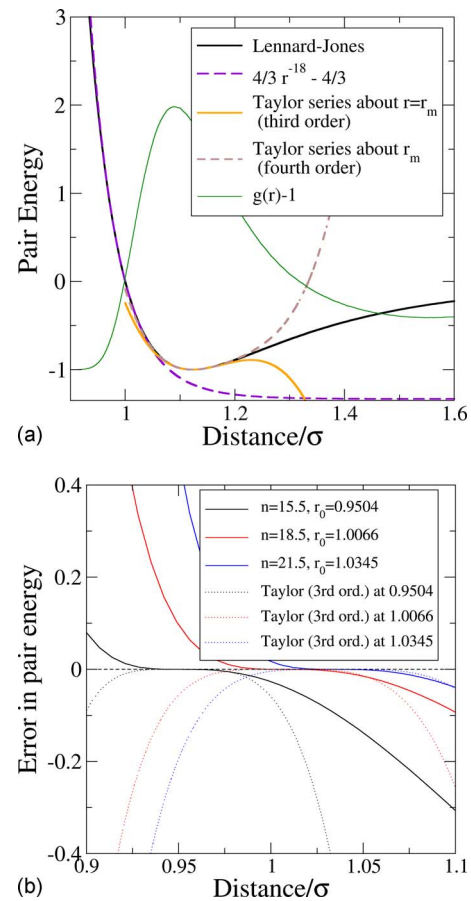 3
2
1
0
-1
Pair Energy
Lennard-Jones
4/3 r^-18 - 4/3
Taylor series about r=r_m
(third order)
Taylor series about r_m
(fourth order)
g(r)-1
1
1.2
1.4
1.6
(a)
Distance/σ
0.4
0.2
0
-0.2
-0.4
Error in pair energy
n=15.5, r_0=0.9504
n=18.5, r_0=1.0066
n=21.5, r_0=1.0345
Taylor (3rd ord.) at 0.9504
Taylor (3rd ord.) at 1.0066
Taylor (3rd ord.) at 1.0345
0.9
0.95
1
1.05
1.1
(b)
Distance/σ